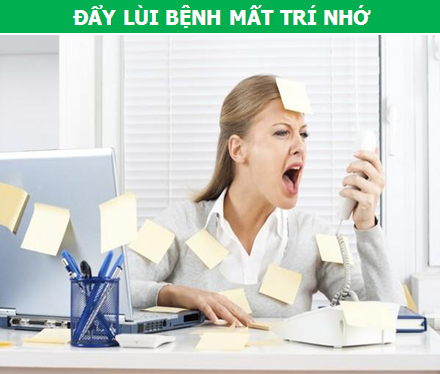 ĐẨY LÙI BỆNH MẤT TRÍ NHỚ